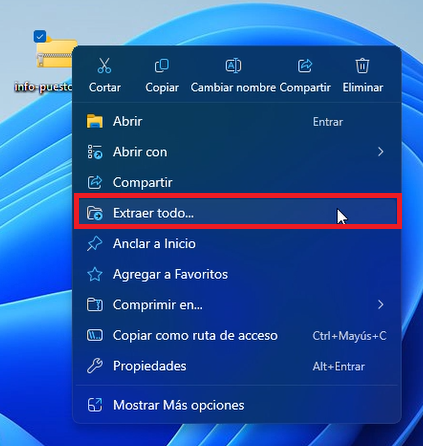 info-puesto
Cortar Copiar Cambiar nombre Compartir Eliminar
Abrir Entrar
Abrir con
Compartir
Extraer todo...
Anclar a Inicio
Agregar a Favoritos
Comprimir en...
Copiar como ruta de acceso Ctrl+Mayús+C
Propiedades Alt+Entrar
Mostrar Más opciones